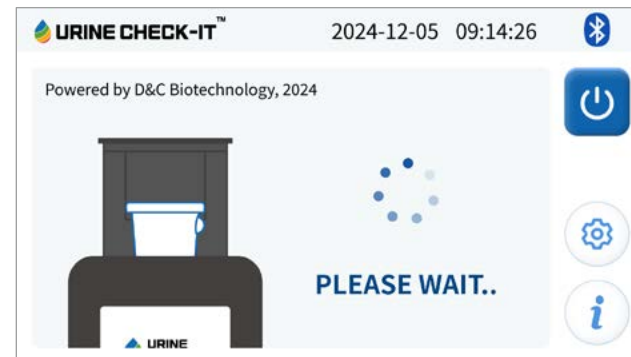 URINE CHECK-IT™ 2024-12-05 09:14:26
Powered by D&C Biotechnology, 2024
PLEASE WAIT..
URINE